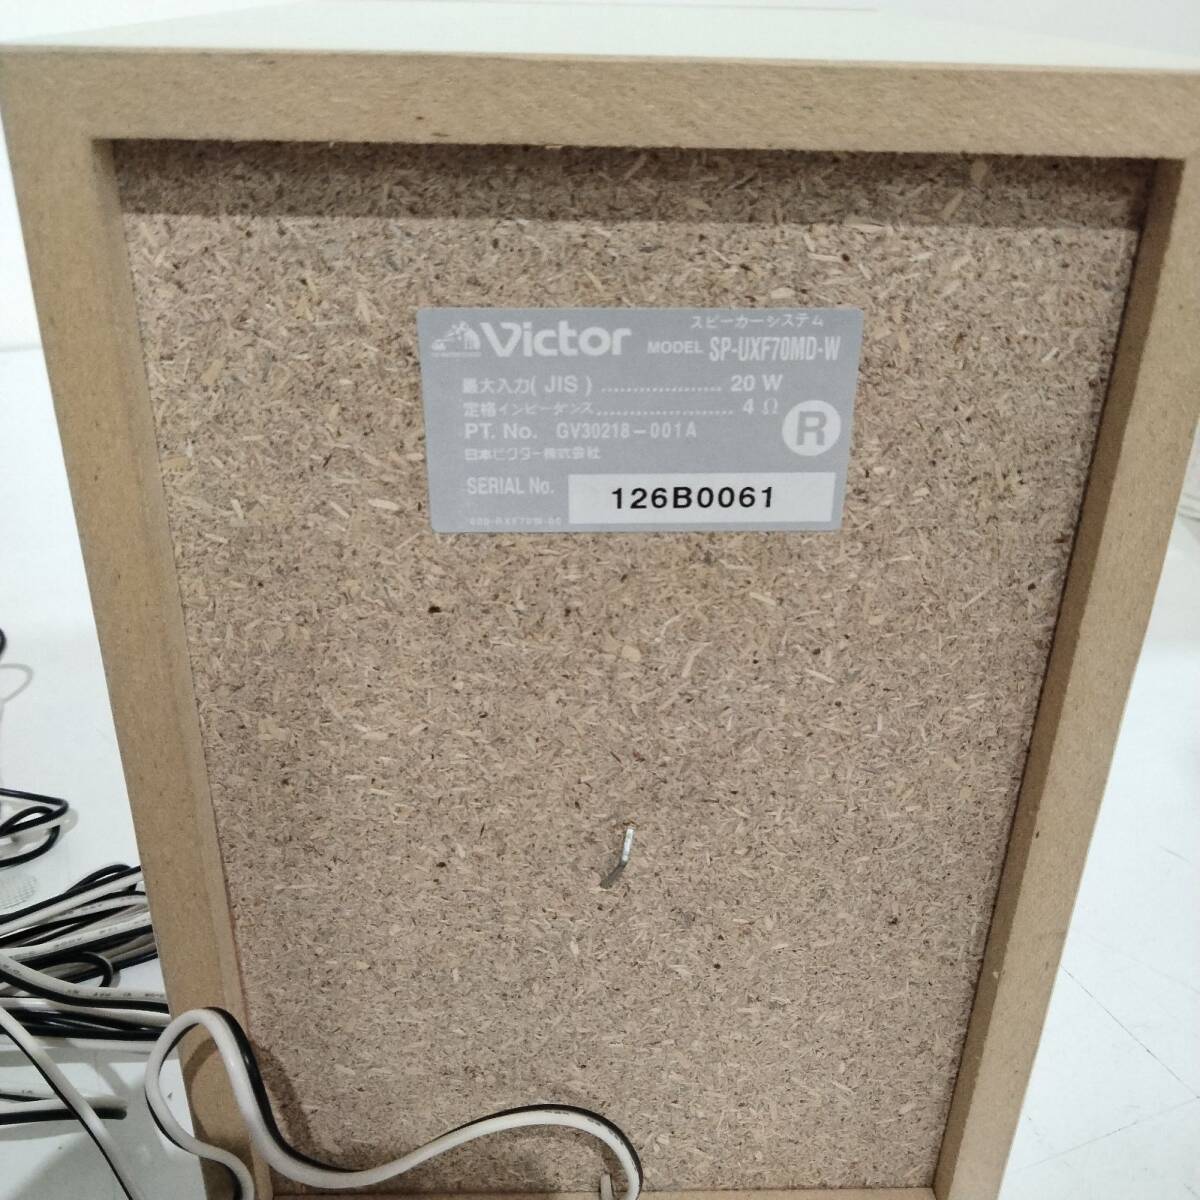 Victor スピーカーシステム
MODEL SP-UXF70MD-W
最大入力( JIS ) .................... 20 W
定格インピーダンス...................... 4 Ω
PT. No. GV30218-001A
R
日本ビクター株式会社
SERIAL No. 126B0061